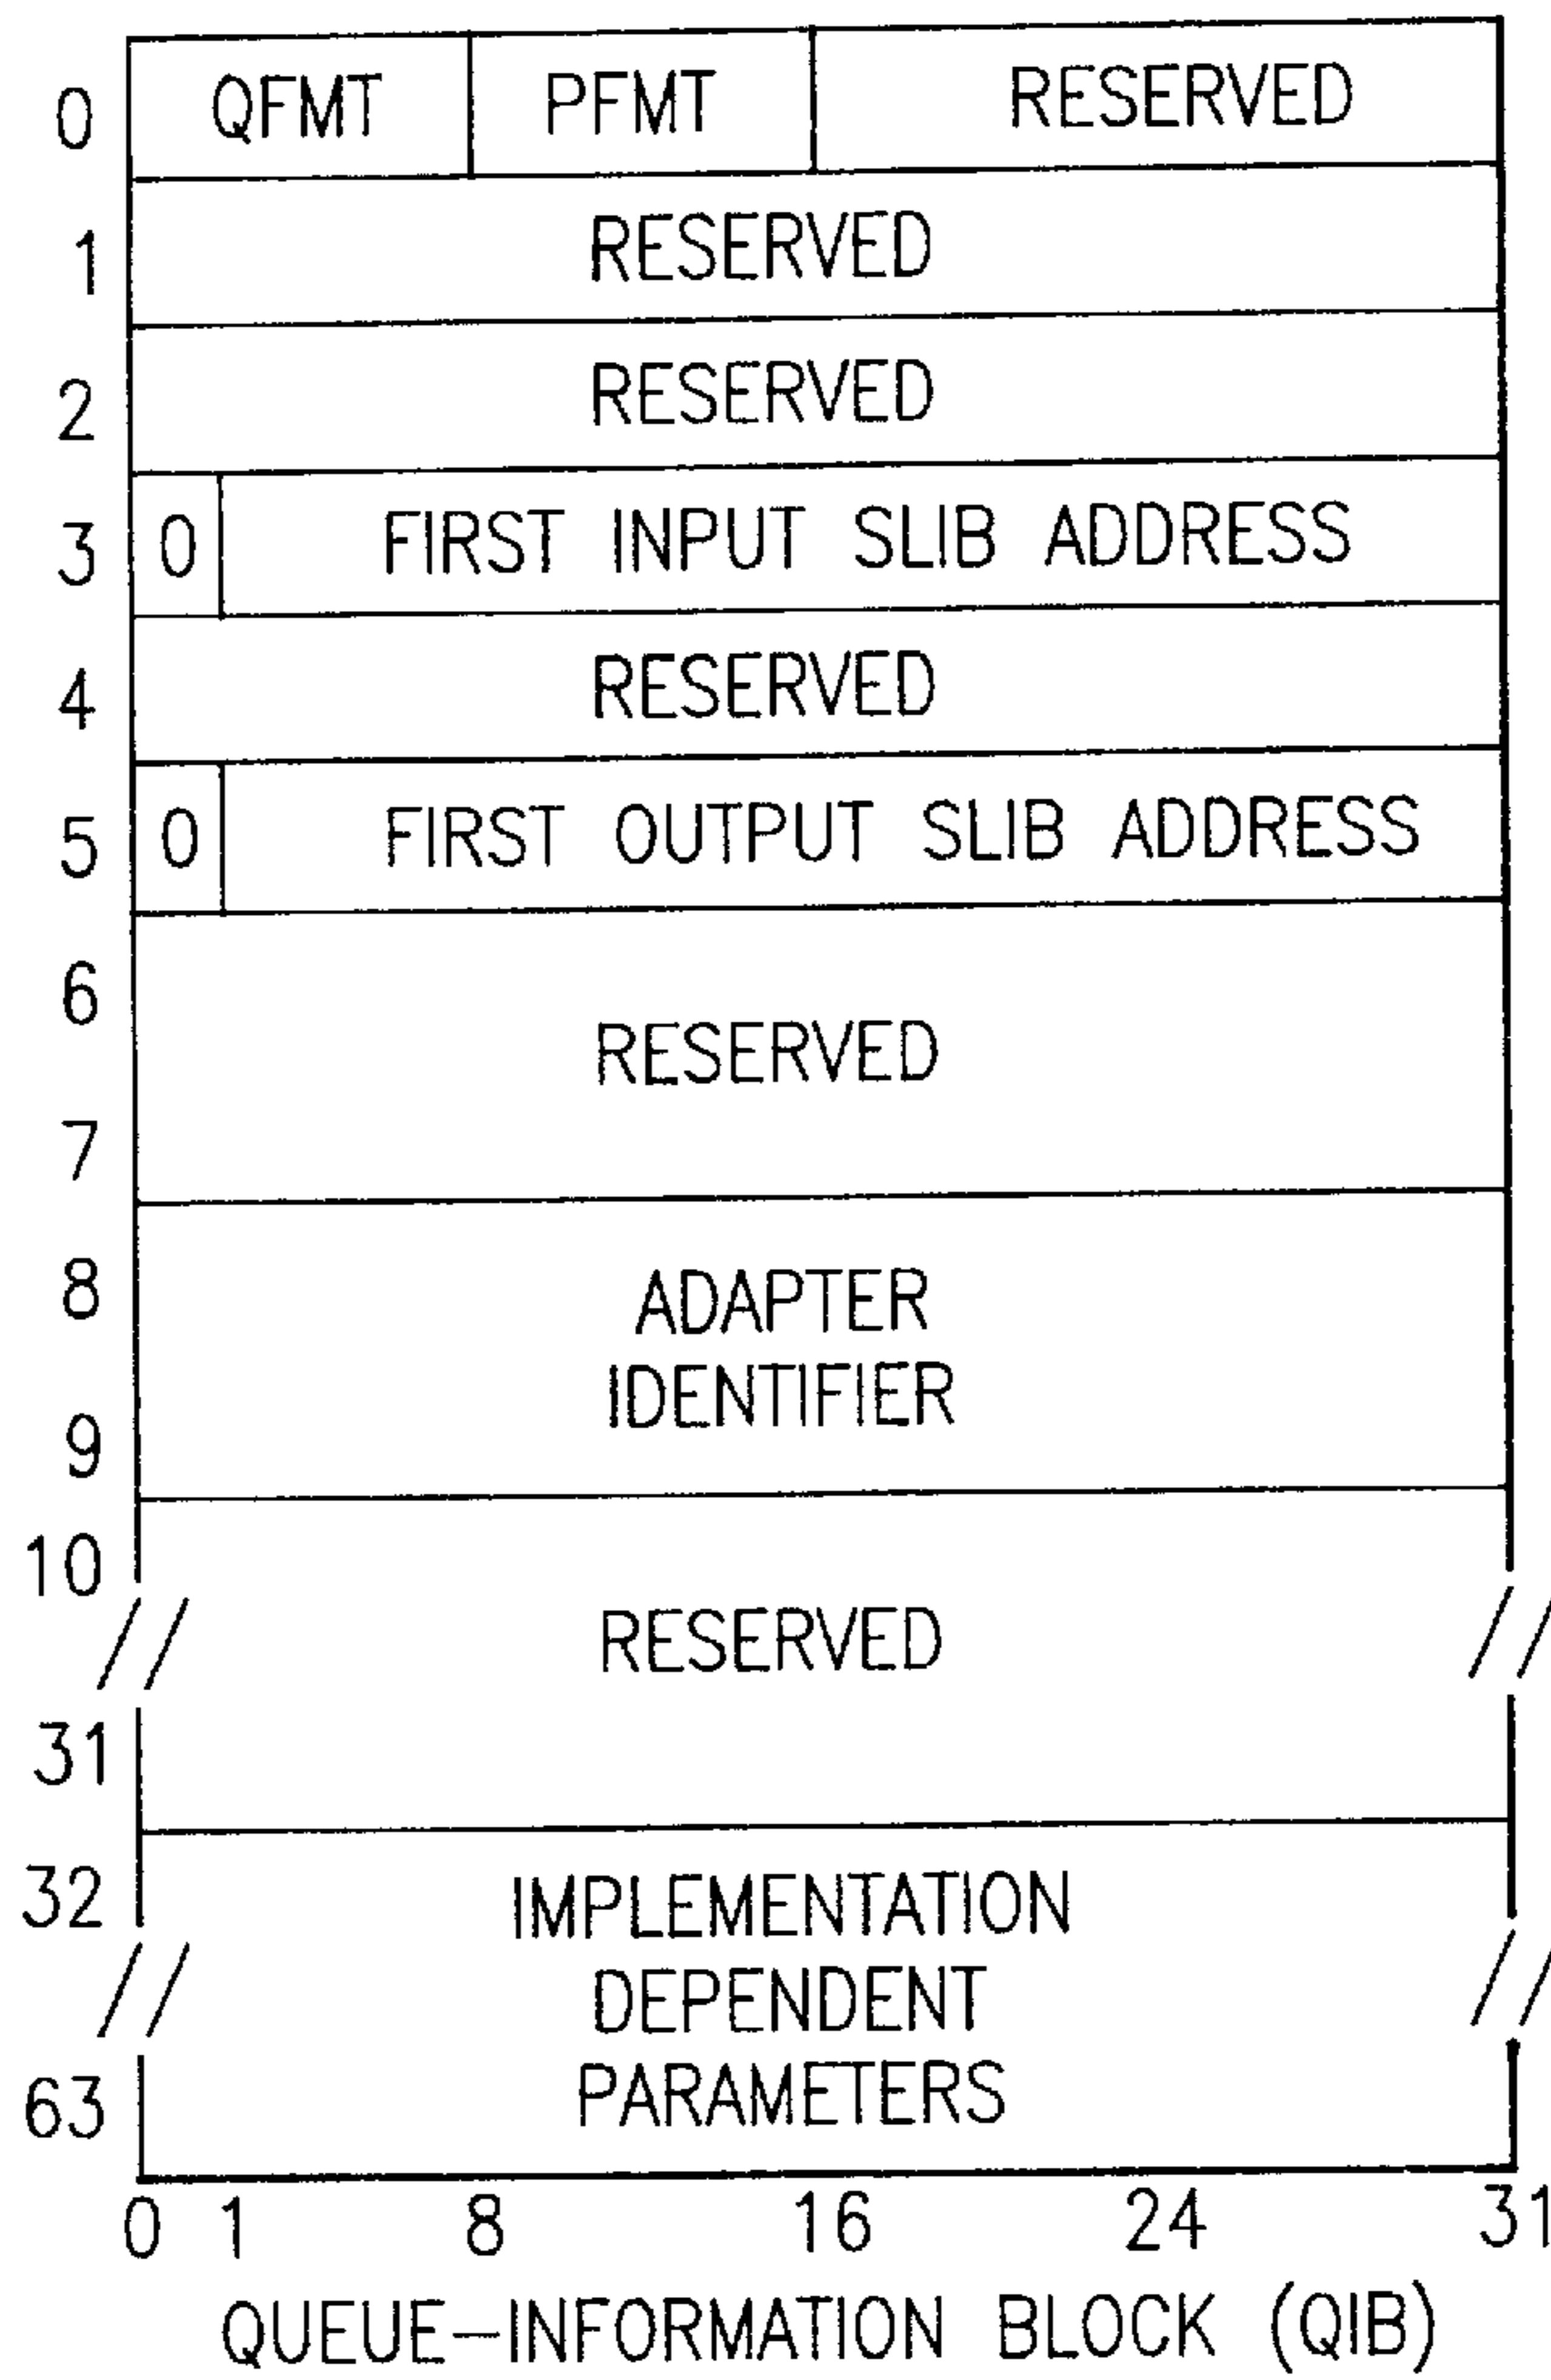 0 QFMT PFMT RESERVED
1 RESERVED
2 RESERVED
3 0 FIRST INPUT SLIB ADDRESS
4 RESERVED
5 0 FIRST OUTPUT SLIB ADDRESS
6
RESERVED
7
8 ADAPTER
IDENTIFIER
9
10
RESERVED
31
32 IMPLEMENTATION
DEPENDENT
63 PARAMETERS
0 1 8 16 24 31
QUEUE-INFORMATION BLOCK (QIB)